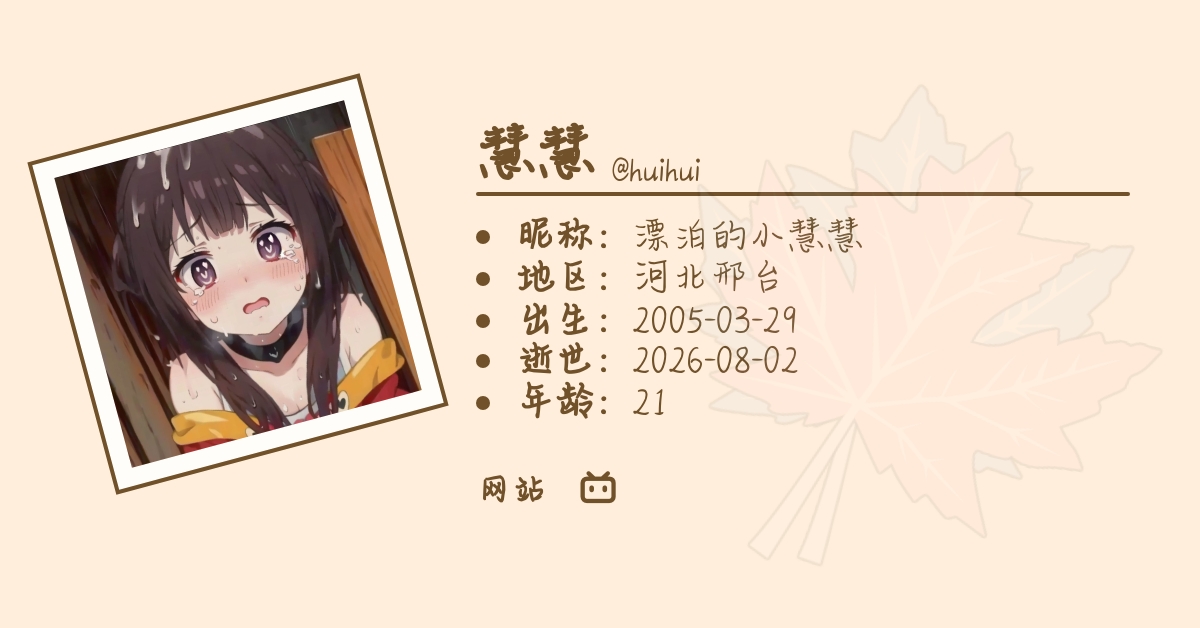 慧慧 @huihui
昵称：漂泊的小慧慧
地区：河北邢台
出生：2005-03-29
逝世：2026-08-02
年龄：21
网站